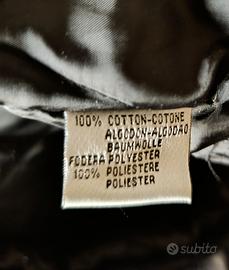 100% COTTON-COTONE
ALGODON-ALGODAO
BAUMWOLLE
FODERA POLYESTER
100% POLIESTERE
POLIESTER
subito